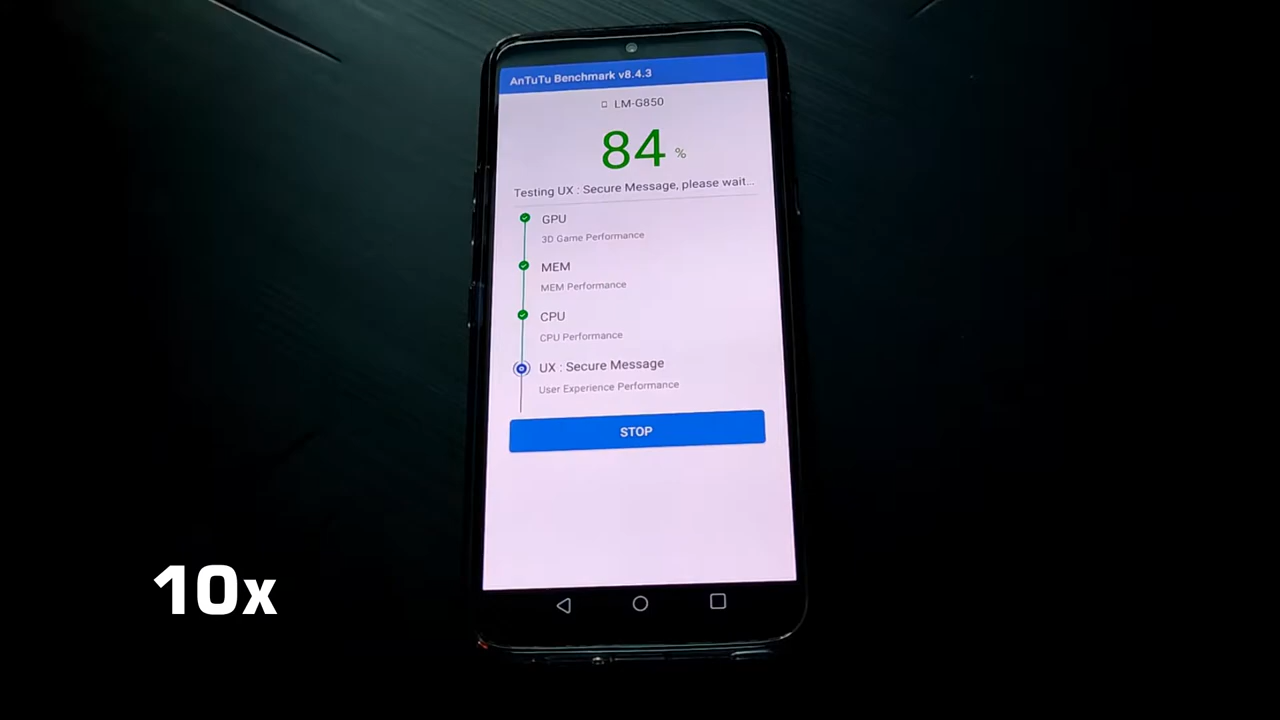 AnTuTu Benchmark v8.4.3
LM-G850
84 %
Testing UX : Secure Message, please wait...
GPU
3D Game Performance
MEM
MEM Performance
CPU
CPU Performance
UX : Secure Message
User Experience Performance
STOP
10x